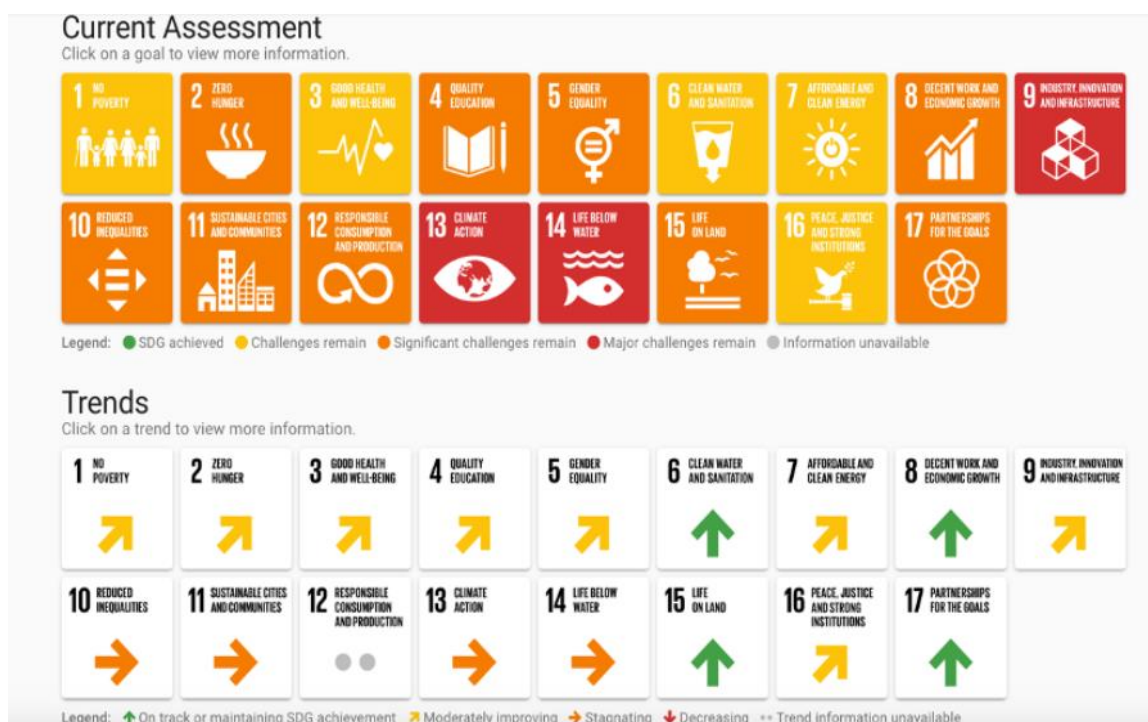 Current Assessment
Click on a goal to view more information.
1 NO POVERTY
2 ZERO HUNGER
3 GOOD HEALTH AND WELL-BEING
4 QUALITY EDUCATION
5 GENDER EQUALITY
6 CLEAN WATER AND SANITATION
7 AFFORDABLE AND CLEAN ENERGY
8 DECENT WORK AND ECONOMIC GROWTH
9 INDUSTRY, INNOVATION AND INFRASTRUCTURE
10 REDUCED INEQUALITIES
11 SUSTAINABLE CITIES AND COMMUNITIES
12 RESPONSIBLE CONSUMPTION AND PRODUCTION
13 CLIMATE ACTION
14 LIFE BELOW WATER
15 LIFE ON LAND
16 PEACE, JUSTICE AND STRONG INSTITUTIONS
17 PARTNERSHIPS FOR THE GOALS
Legend: SDG achieved Challenges remain Significant challenges remain Major challenges remain Information unavailable
Trends
Click on a trend to view more information.
1 NO POVERTY
2 ZERO HUNGER
3 GOOD HEALTH AND WELL-BEING
4 QUALITY EDUCATION
5 GENDER EQUALITY
6 CLEAN WATER AND SANITATION
7 AFFORDABLE AND CLEAN ENERGY
8 DECENT WORK AND ECONOMIC GROWTH
9 INDUSTRY, INNOVATION AND INFRASTRUCTURE
10 REDUCED INEQUALITIES
11 SUSTAINABLE CITIES AND COMMUNITIES
12 RESPONSIBLE CONSUMPTION AND PRODUCTION
13 CLIMATE ACTION
14 LIFE BELOW WATER
15 LIFE ON LAND
16 PEACE, JUSTICE AND STRONG INSTITUTIONS
17 PARTNERSHIPS FOR THE GOALS
Legend: On track or maintaining SDG achievement Moderately improving Stagnating Decreasing Trend information unavailable